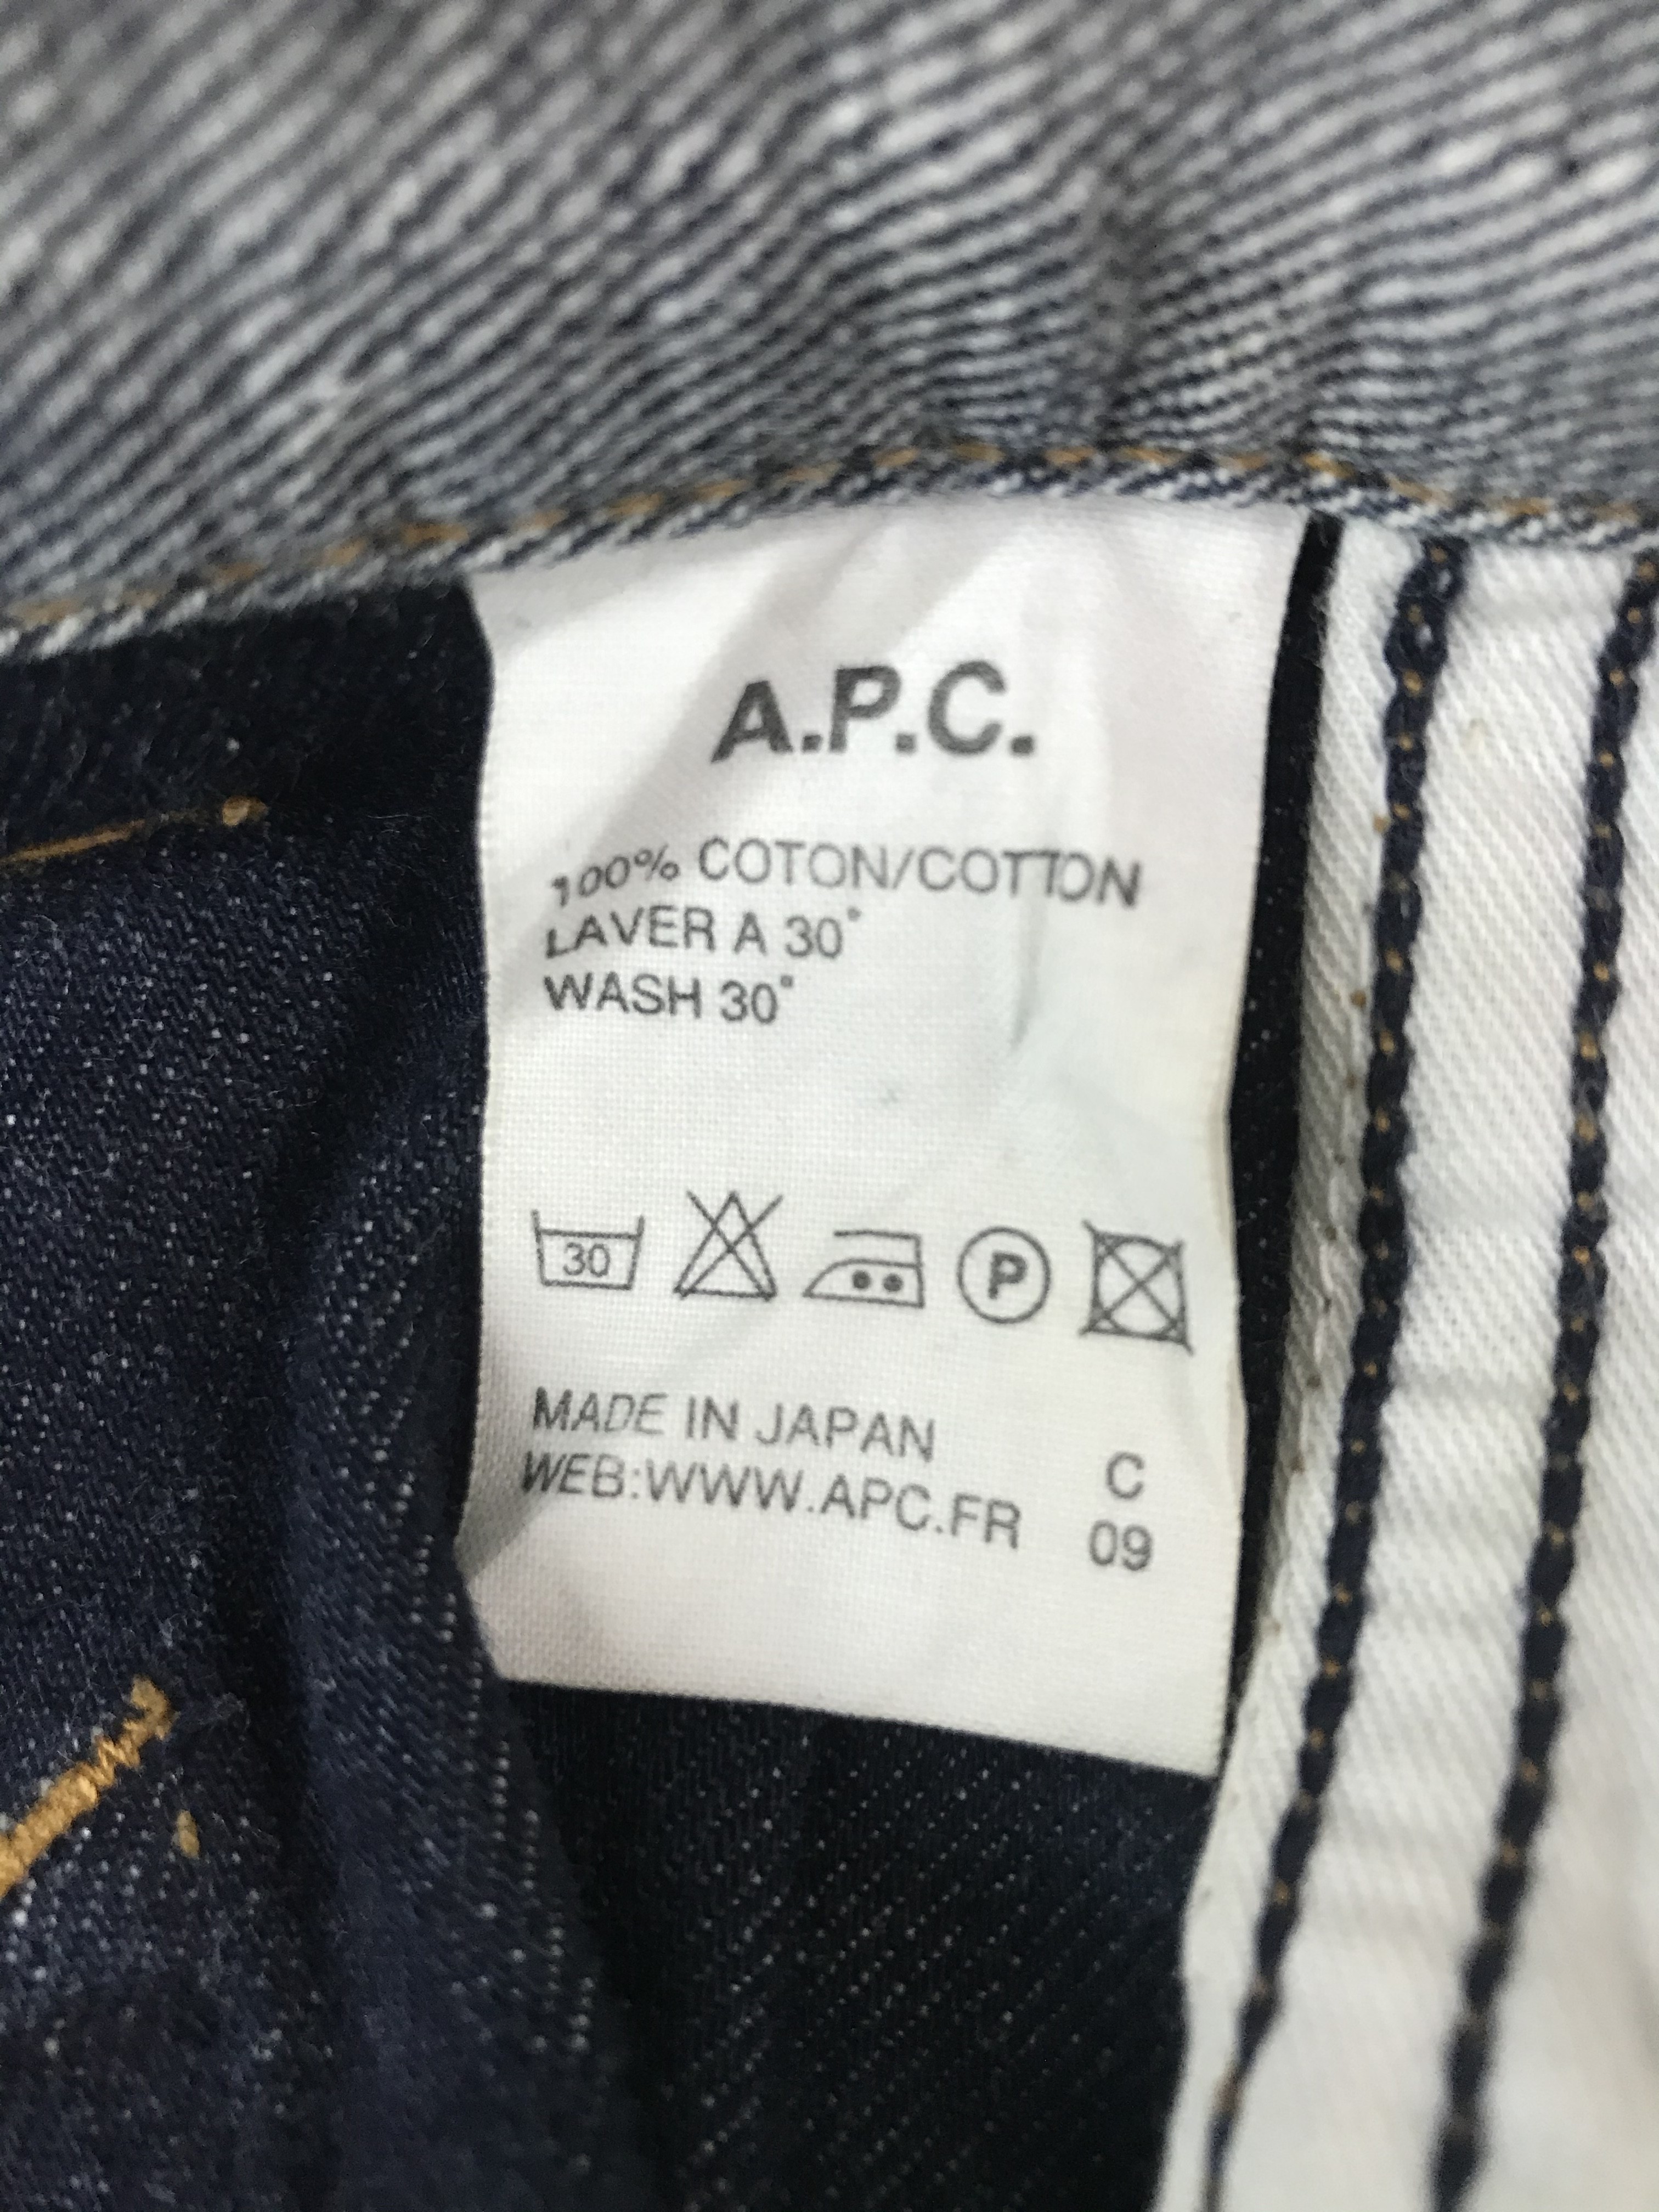 A.P.C.
100% COTON/COTTON
LAVER A 30°
WASH 30°
30 P
MADE IN JAPAN C
WEB:WWW.APC.FR 09